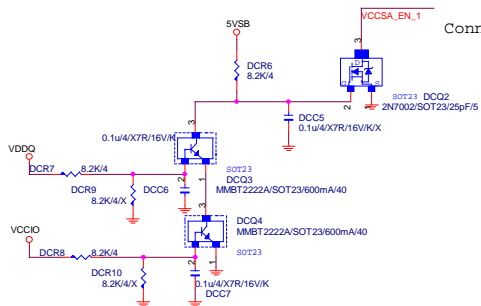 VCCSA_EN_1
Conn
5VSB
3
D
G
S
DCR6
8.2K/4
SOT23
DCQ2
2N7002/SOT23/25pF/5
2
1
DCC5
0.1u/4/X7R/16V/K/X
3
0.1u/4/X7R/16V/K
SOT23
VDDQ
DCQ3
DCR7
8.2K/4
2
1
MMBT2222A/SOT23/600mA/40
DCR9
8.2K/4/X
DCC6
3
DCQ4
MMBT2222A/SOT23/600mA/40
VCCIO
SOT23
DCR8
8.2K/4
2
1
DCR10
8.2K/4/X
0.1u/4/X7R/16V/K
DCC7